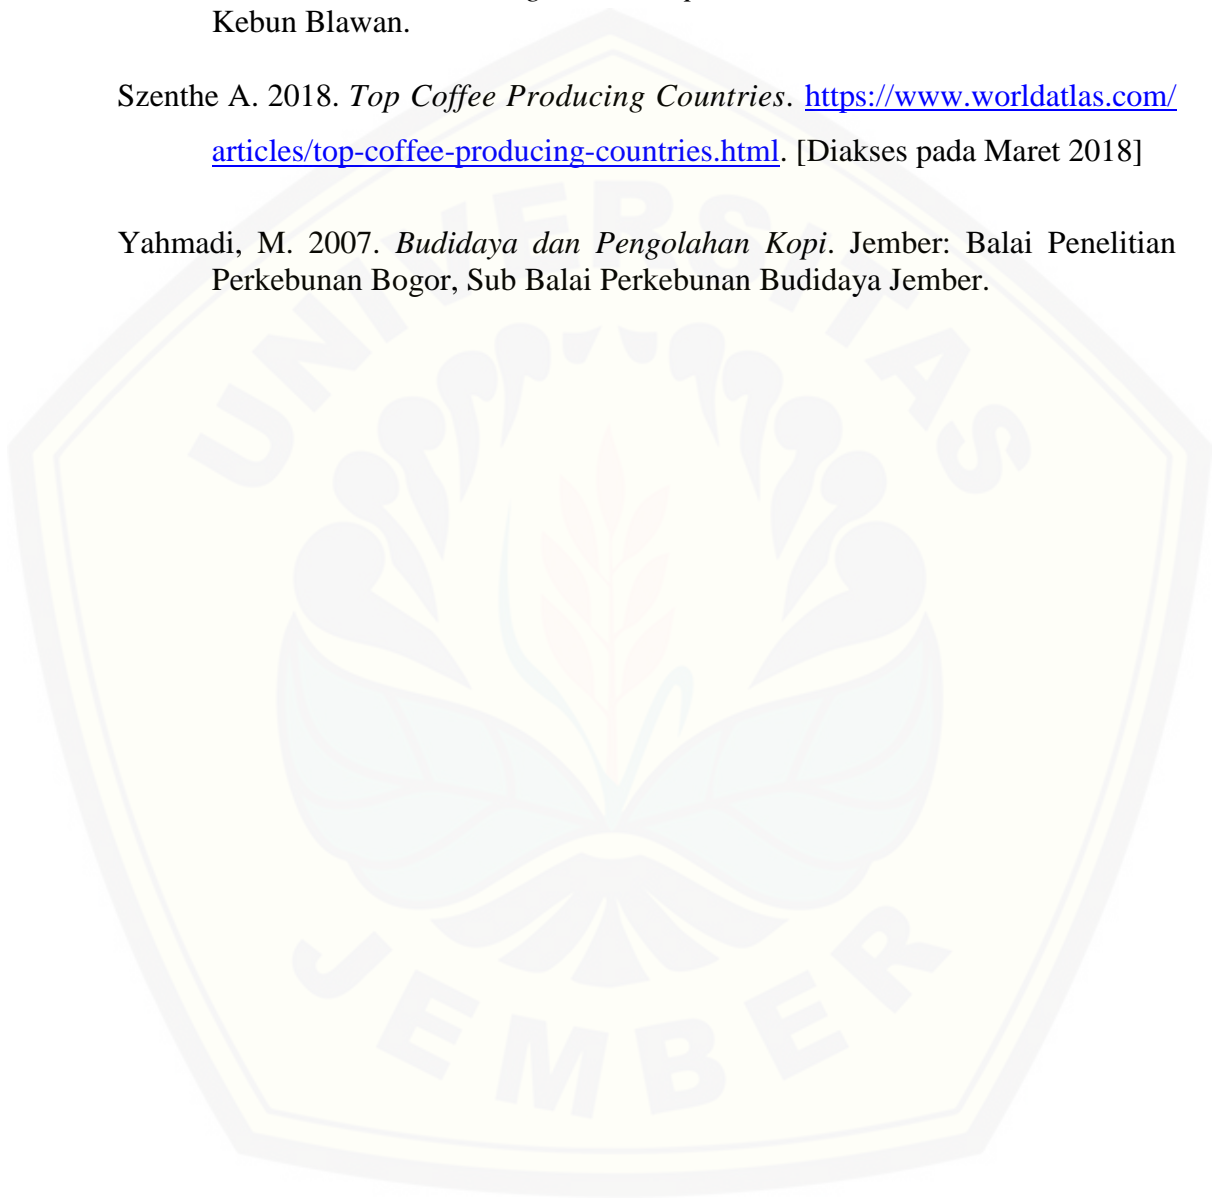 Kebun Blawan.
Szenthe A. 2018. Top Coffee Producing Countries. https://www.worldatlas.com/
articles/top-coffee-producing-countries.html. [Diakses pada Maret 2018]
Yahmadi, M. 2007. Budidaya dan Pengolahan Kopi. Jember: Balai Penelitian
Perkebunan Bogor, Sub Balai Perkebunan Budidaya Jember.
UNIVERSITAS
JEMBER